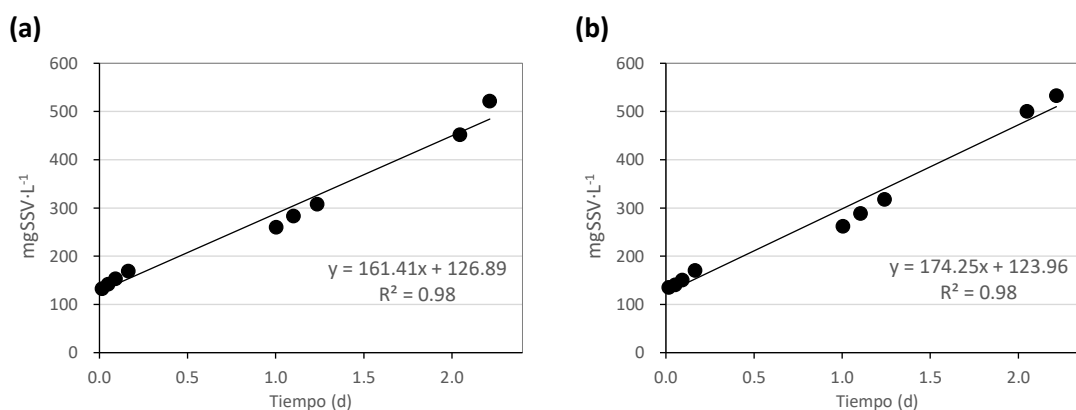 (a)
600
500
400
300
200
100
0
mgSSV·L⁻¹
y = 161.41x + 126.89
R² = 0.98
0.0 0.5 1.0 1.5 2.0
Tiempo (d)
(b)
600
500
400
300
200
100
0
mgSSV·L⁻¹
y = 174.25x + 123.96
R² = 0.98
0.0 0.5 1.0 1.5 2.0
Tiempo (d)